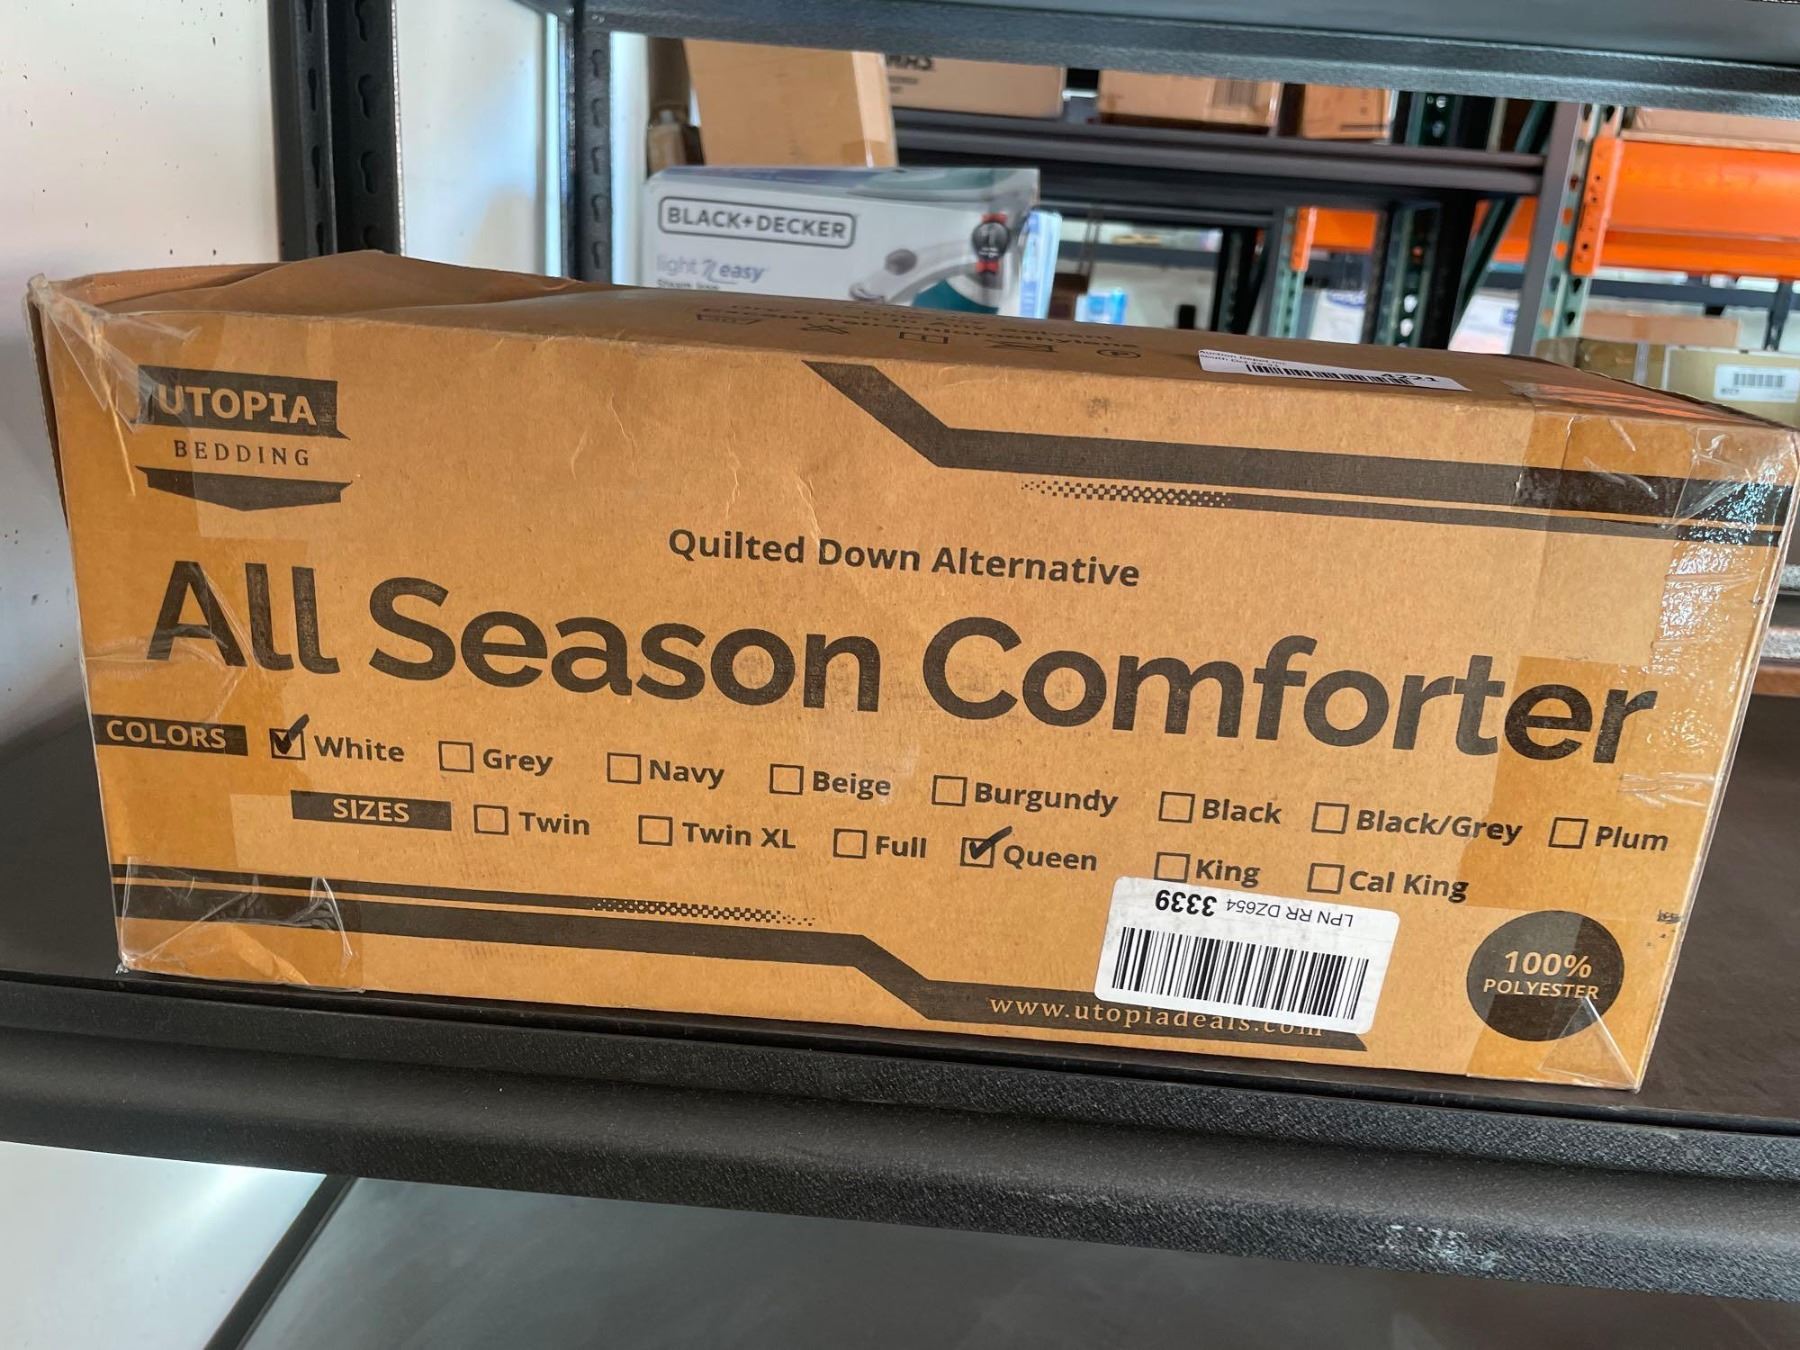 BLACK+DECKER
light 2 easy
UTOPIA
BEDDING
4221
Quilted Down Alternative
All Season Comforter
COLORS White Grey Navy Beige Burgundy Black Black/Grey Plum
SIZES Twin Twin XL Full Queen King Cal King
LPN RR DZ654 3339
100%
POLYESTER
www.utopiadeals.com